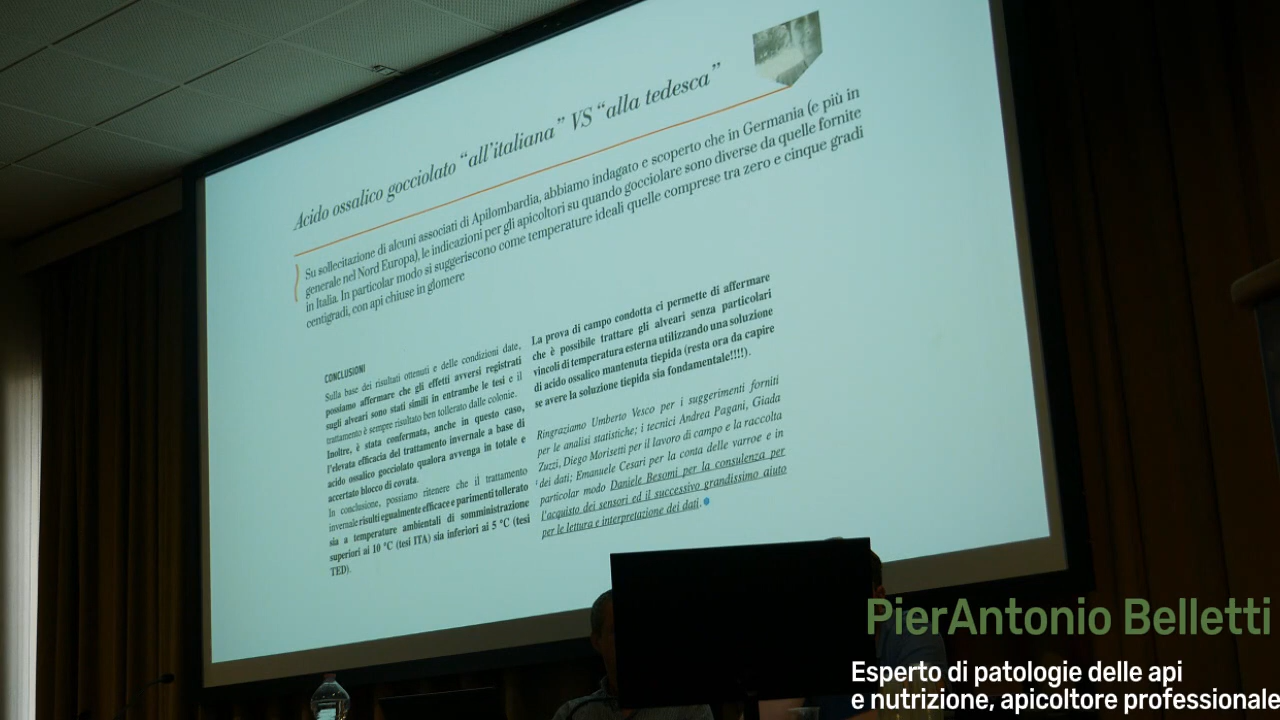 Acido ossalico gocciolato “all’italiana” VS “alla tedesca”
Su sollecitazione di alcuni associati di Apilombardia, abbiamo indagato e scoperto che in Germania (e più in
generale nel Nord Europa), le indicazioni per gli apicoltori su quando gocciolare sono diverse da quelle fornite
in Italia. In particolar modo si suggeriscono come temperature ideali quelle comprese tra zero e cinque gradi
centigradi, con api chiuse in glomere
CONCLUSIONI
Sulla base dei risultati ottenuti e delle condizioni date,
possiamo affermare che gli effetti avversi registrati
sugli alveari sono stati simili in entrambe le tesi e il
trattamento è sempre risultato ben tollerato dalle colonie.
Inoltre, è stata confermata, anche in questo caso,
l’elevata efficacia del trattamento invernale a base di
acido ossalico gocciolato qualora avvenga in totale e
accertato blocco di covata.
In conclusione, possiamo ritenere che il trattamento
invernale risulti egualmente efficace e parimenti tollerato
sia a temperature ambientali di somministrazione
superiori ai 10 °C (tesi ITA) sia inferiori ai 5 °C (tesi
TED).
La prova di campo condotta ci permette di affermare
che è possibile trattare gli alveari senza particolari
vincoli di temperatura esterna utilizzando una soluzione
di acido ossalico mantenuta tiepida (resta ora da capire
se avere la soluzione tiepida sia fondamentale!!!!).
Ringraziamo Umberto Vesco per i suggerimenti forniti
per le analisi statistiche; i tecnici Andrea Pagani, Giada
Zuzzi, Diego Morisetti per il lavoro di campo e la raccolta
dei dati; Emanuele Cesari per la conta delle varroe e in
particolar modo Daniele Besomi per la consulenza per
l’acquisto dei sensori ed il successivo grandissimo aiuto
per le lettura e interpretazione dei dati.
PierAntonio Belletti
Esperto di patologie delle api
e nutrizione, apicoltore professionale